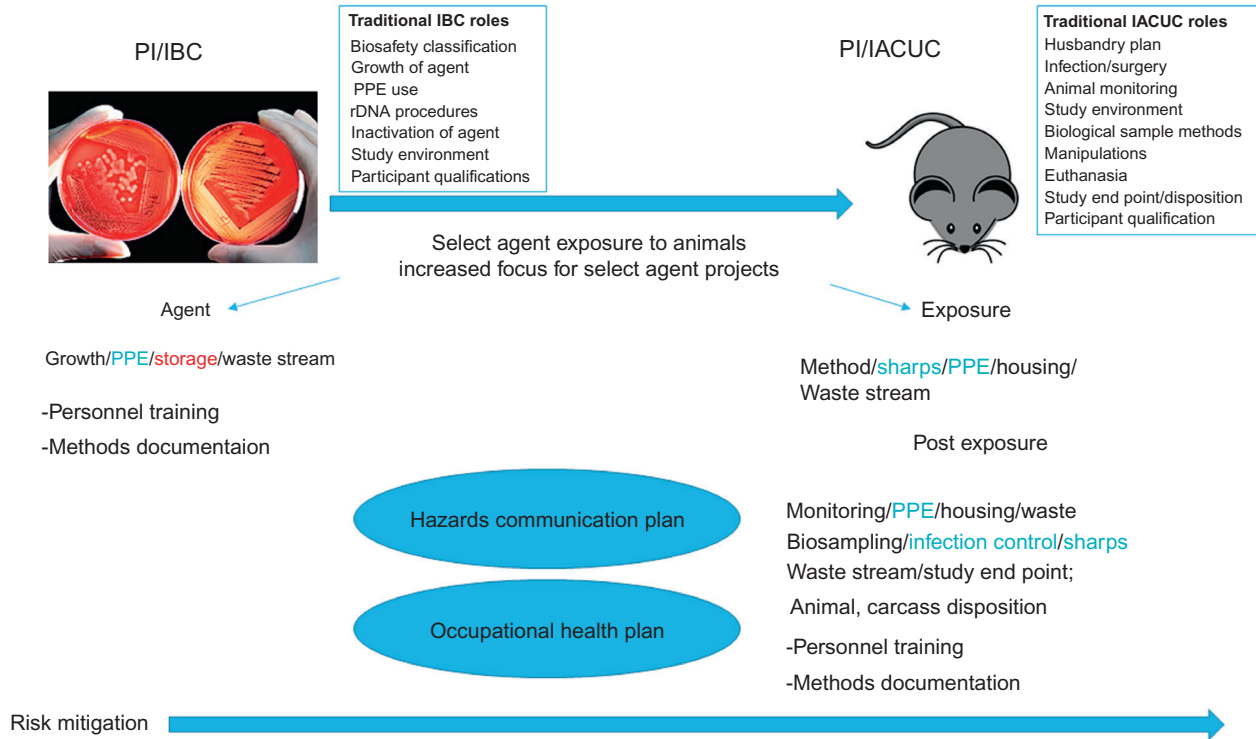 PI/IBC
Traditional IBC roles
Biosafety classification
Growth of agent
PPE use
rDNA procedures
Inactivation of agent
Study environment
Participant qualifications
PI/IACUC
Traditional IACUC roles
Husbandry plan
Infection/surgery
Animal monitoring
Study environment
Biological sample methods
Manipulations
Euthanasia
Study end point/disposition
Participant qualification
Select agent exposure to animals
increased focus for select agent projects
Agent
Growth/PPE/storage/waste stream
-Personnel training
-Methods documentaion
Exposure
Method/sharps/PPE/housing/
Waste stream
Post exposure
Monitoring/PPE/housing/waste
Biosampling/infection control/sharps
Waste stream/study end point;
Animal, carcass disposition
-Personnel training
-Methods documentation
Hazards communication plan
Occupational health plan
Risk mitigation